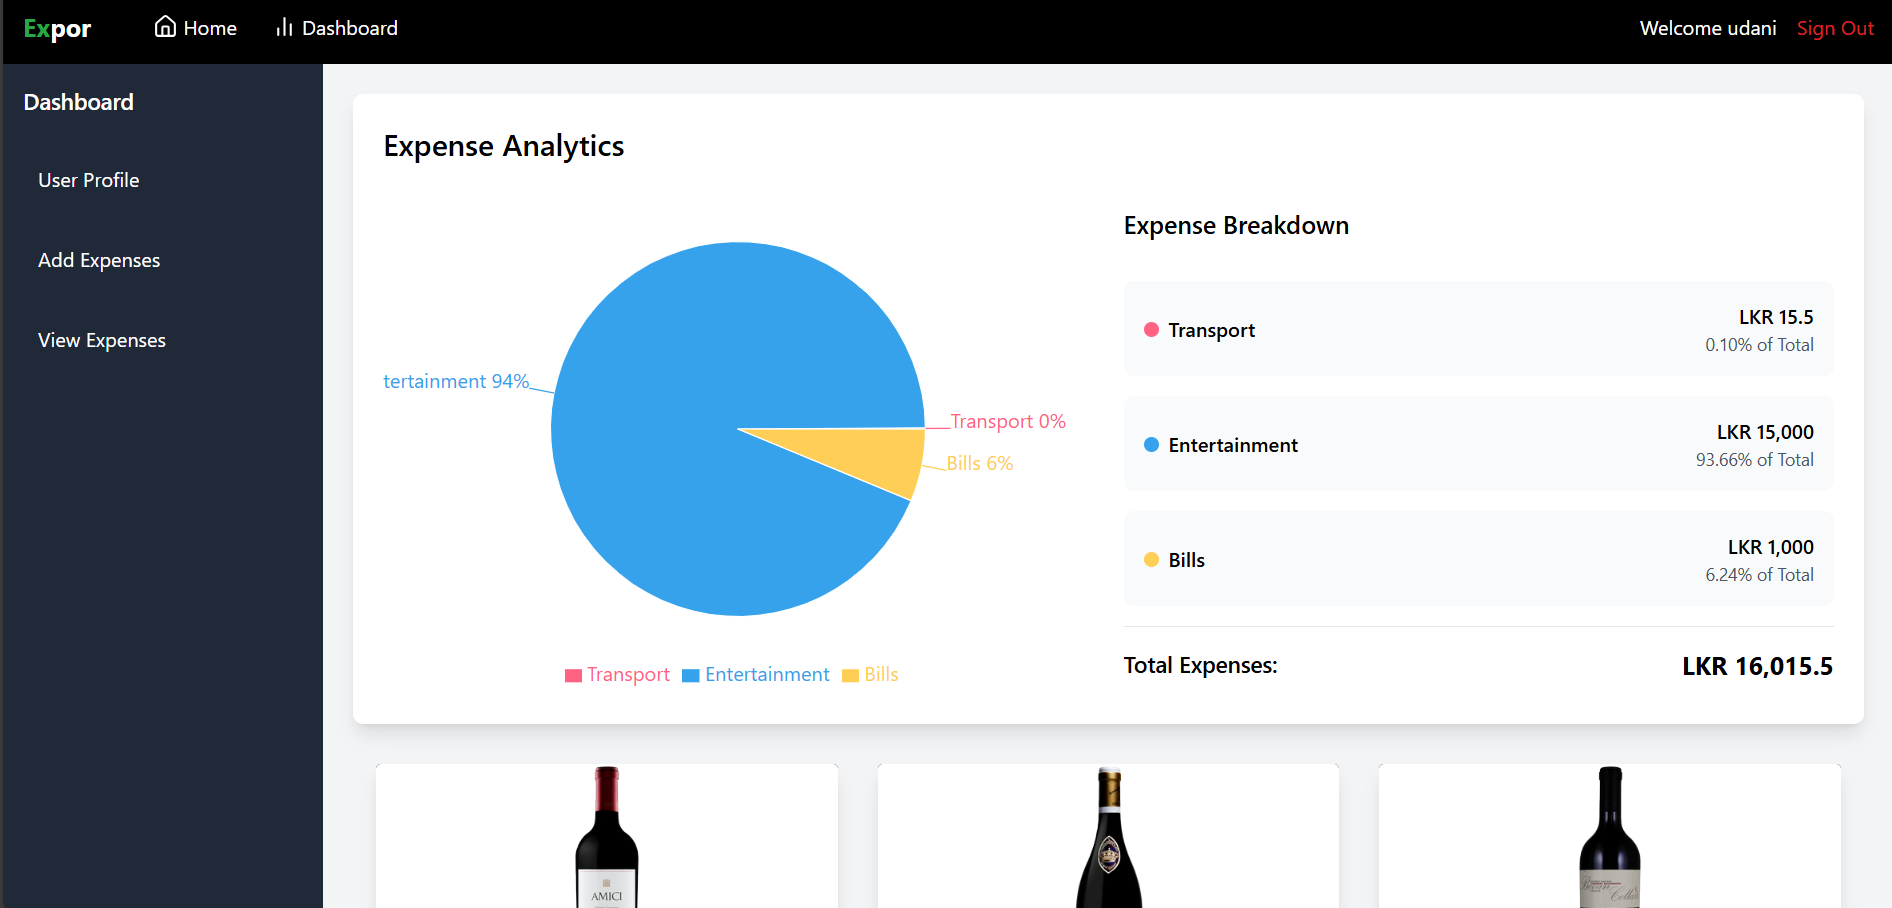 Expor
Home
Dashboard
Welcome udani
Sign Out
Dashboard
User Profile
Add Expenses
View Expenses
Expense Analytics
tertainment 94%
Transport 0%
Bills 6%
Transport
Entertainment
Bills
Expense Breakdown
Transport
LKR 15.5
0.10% of Total
Entertainment
LKR 15,000
93.66% of Total
Bills
LKR 1,000
6.24% of Total
Total Expenses:
LKR 16,015.5
AMICI